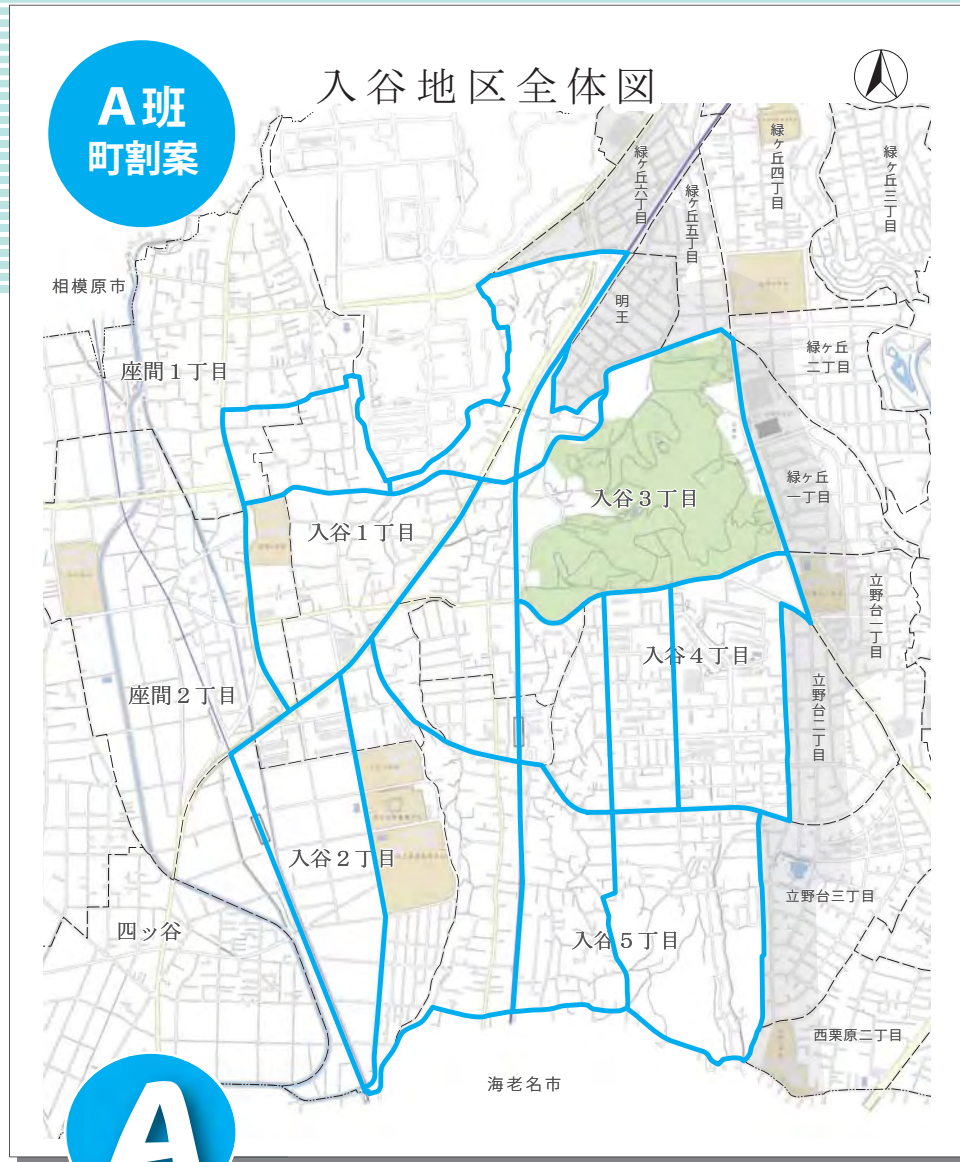 A班
町割案
入谷地区全体図
緑ヶ丘六丁目
緑ヶ丘五丁目
緑ヶ丘四丁目
緑ヶ丘三丁目
相模原市
明王
座間1丁目
緑ヶ丘
二丁目
緑ヶ丘
一丁目
入谷3丁目
入谷1丁目
立野台一丁目
入谷4丁目
座間2丁目
立野台二丁目
入谷2丁目
立野台三丁目
四ッ谷
入谷5丁目
西栗原二丁目
海老名市
A